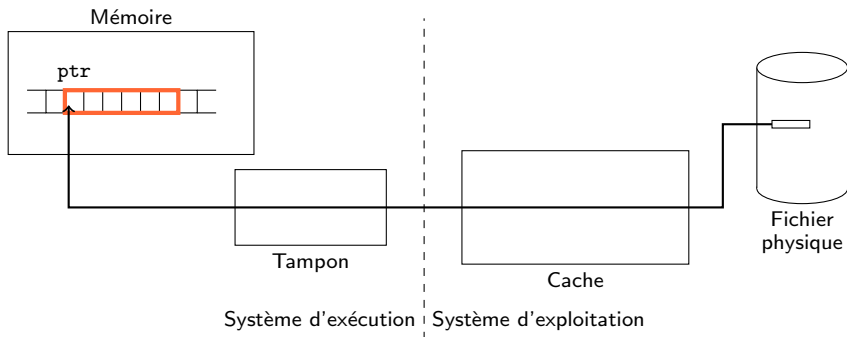 Mémoire
ptr
Tampon
Cache
Fichier
physique
Système d'exécution
Système d'exploitation